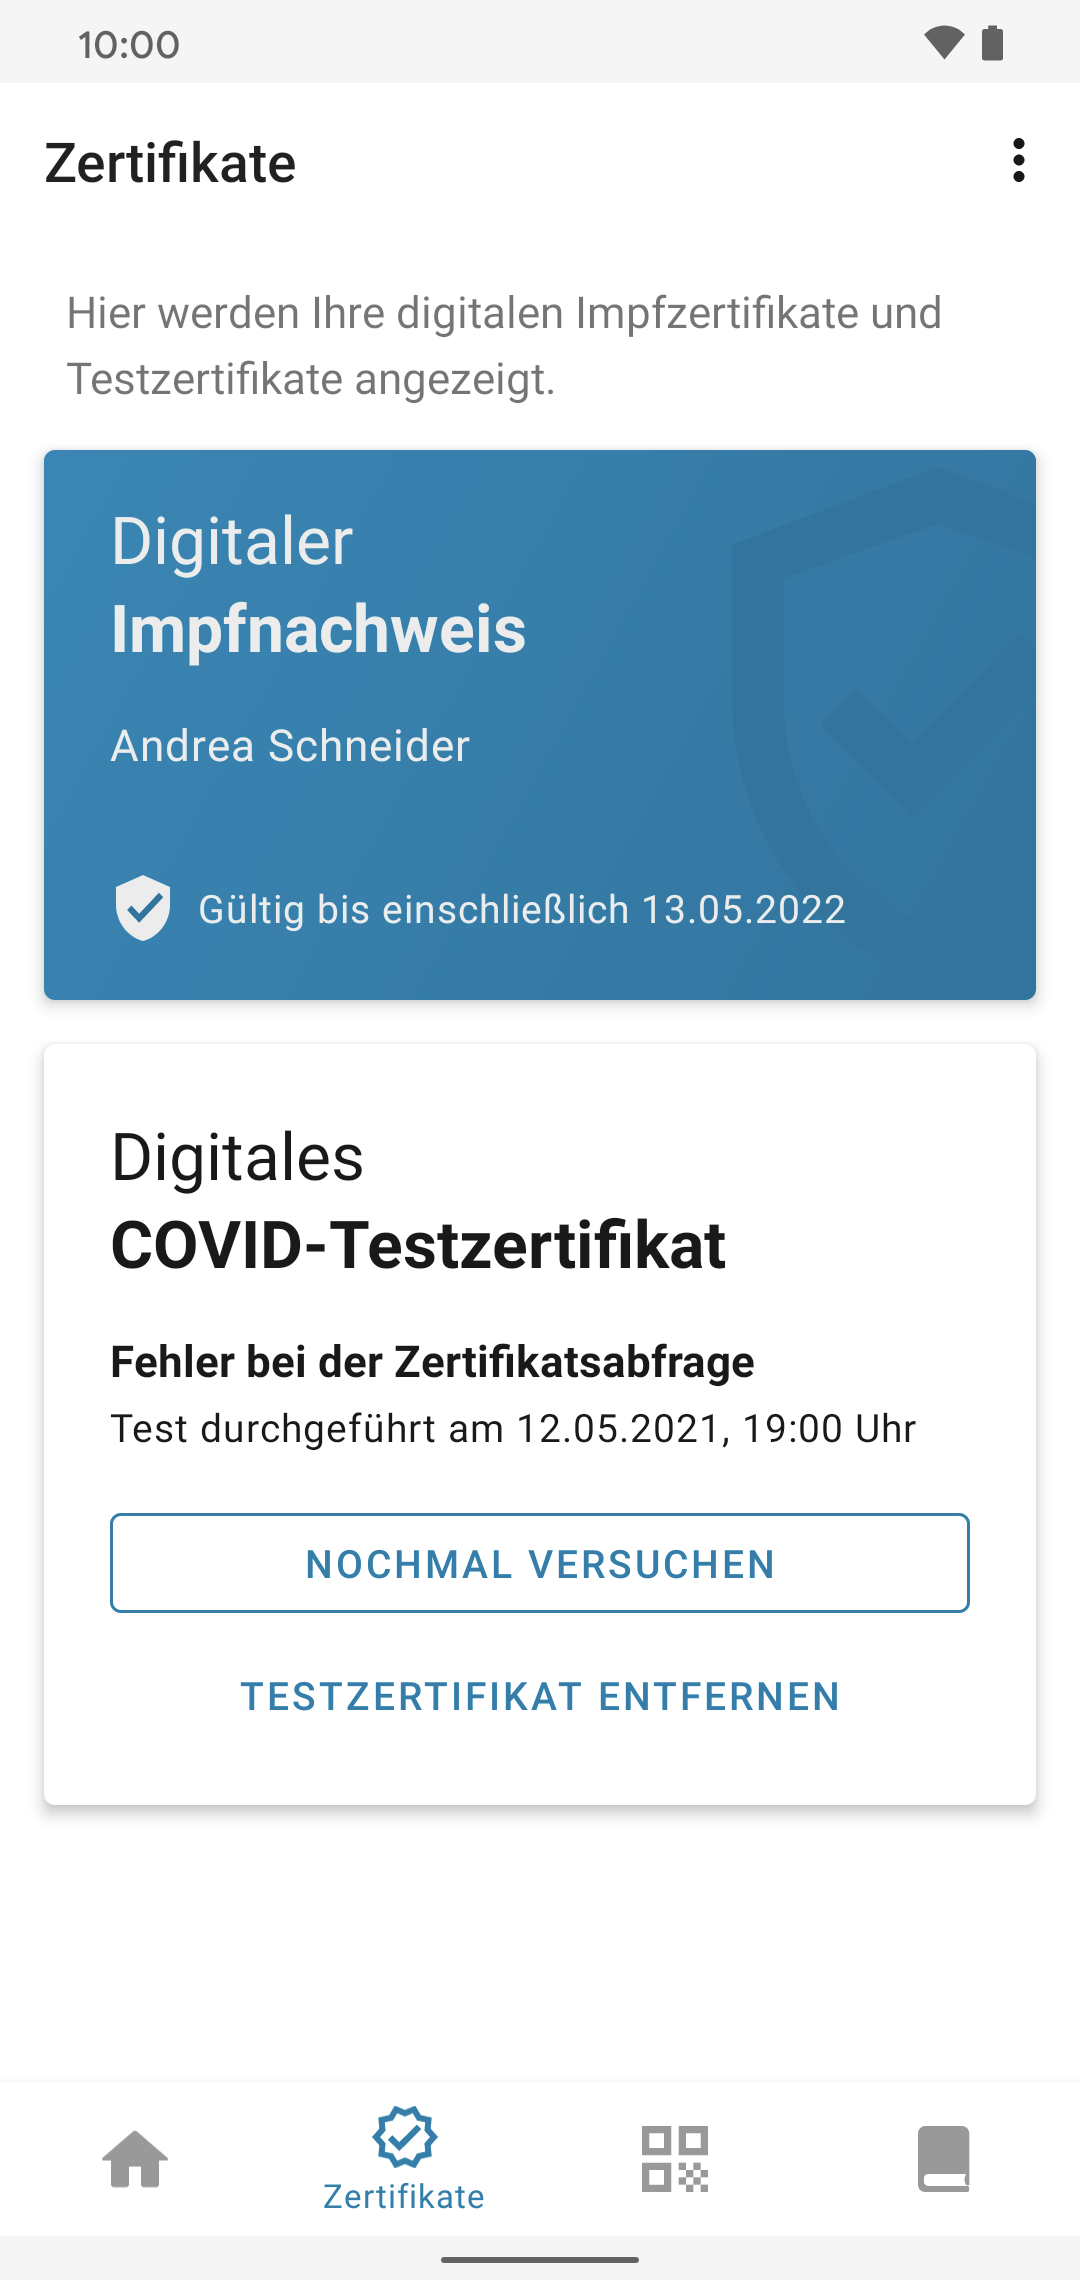 10:00
Zertifikate
Hier werden Ihre digitalen Impfzertifikate und
Testzertifikate angezeigt.
Digitaler
Impfnachweis
Andrea Schneider
Gültig bis einschließlich 13.05.2022
Digitales
COVID-Testzertifikat
Fehler bei der Zertifikatsabfrage
Test durchgeführt am 12.05.2021, 19:00 Uhr
NOCHMAL VERSUCHEN
TESTZERTIFIKAT ENTFERNEN
Zertifikate